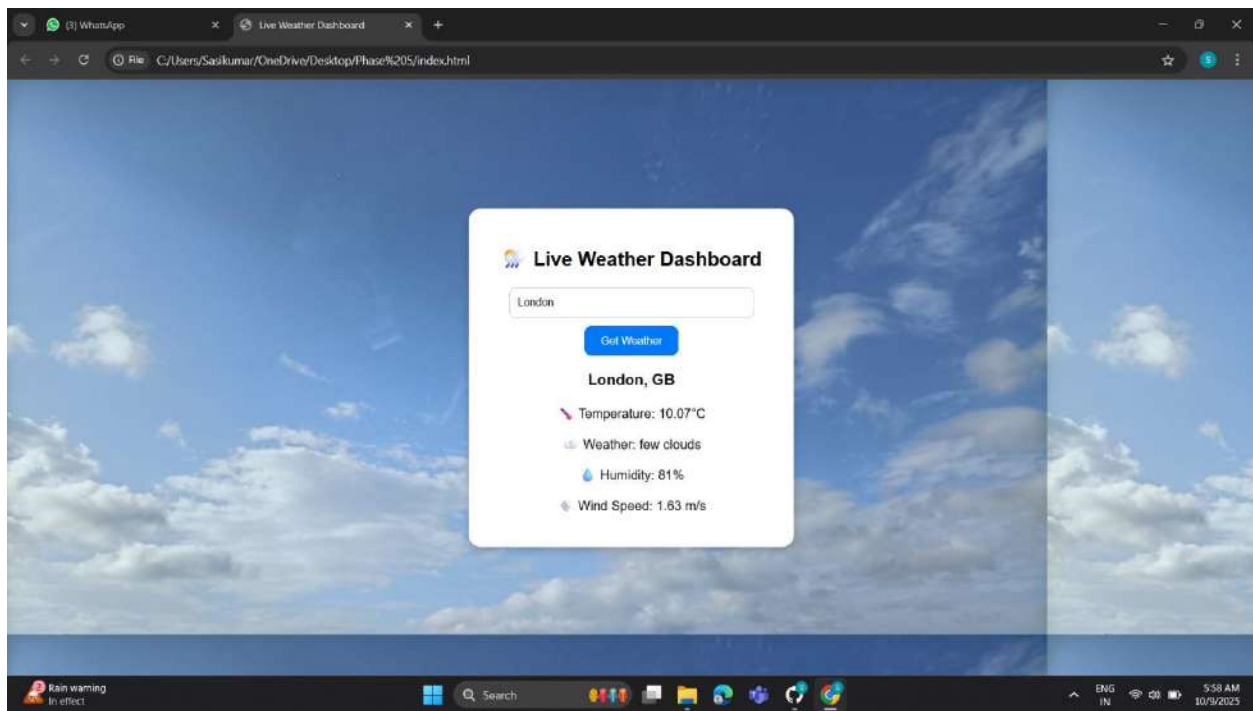 (3) WhatsApp
Live Weather Dashboard
File C:/Users/Sasikumar/OneDrive/Desktop/Phase%205/index.html
S
Live Weather Dashboard
London
Get Weather
London, GB
Temperature: 10.07°C
Weather: few clouds
Humidity: 81%
Wind Speed: 1.63 m/s
Rain warning
In effect
Search
ENG
IN
5:58 AM
10/9/2025